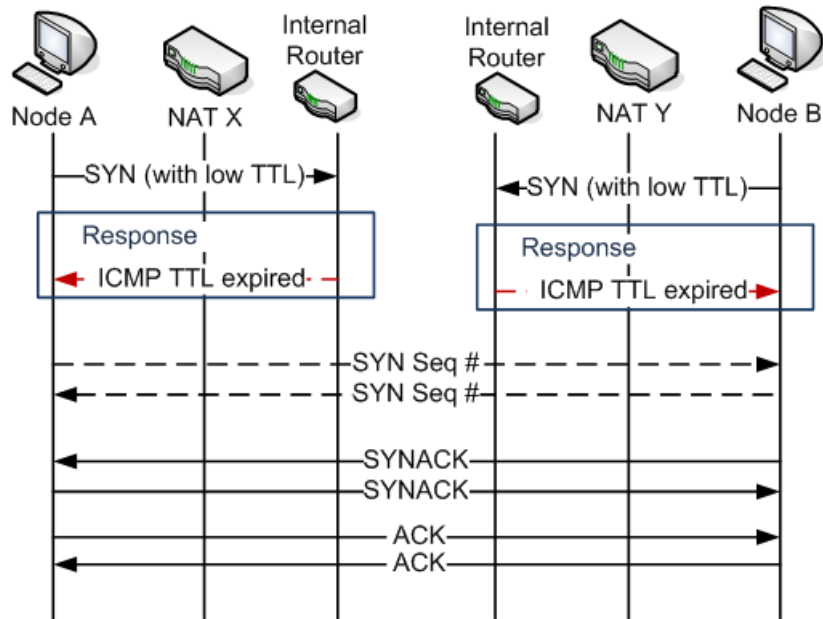 Internal
Router
Internal
Router
Node A
NAT X
NAT Y
Node B
SYN (with low TTL)
SYN (with low TTL)
Response
ICMP TTL expired
Response
ICMP TTL expired
SYN Seq #
SYN Seq #
SYNACK
SYNACK
ACK
ACK